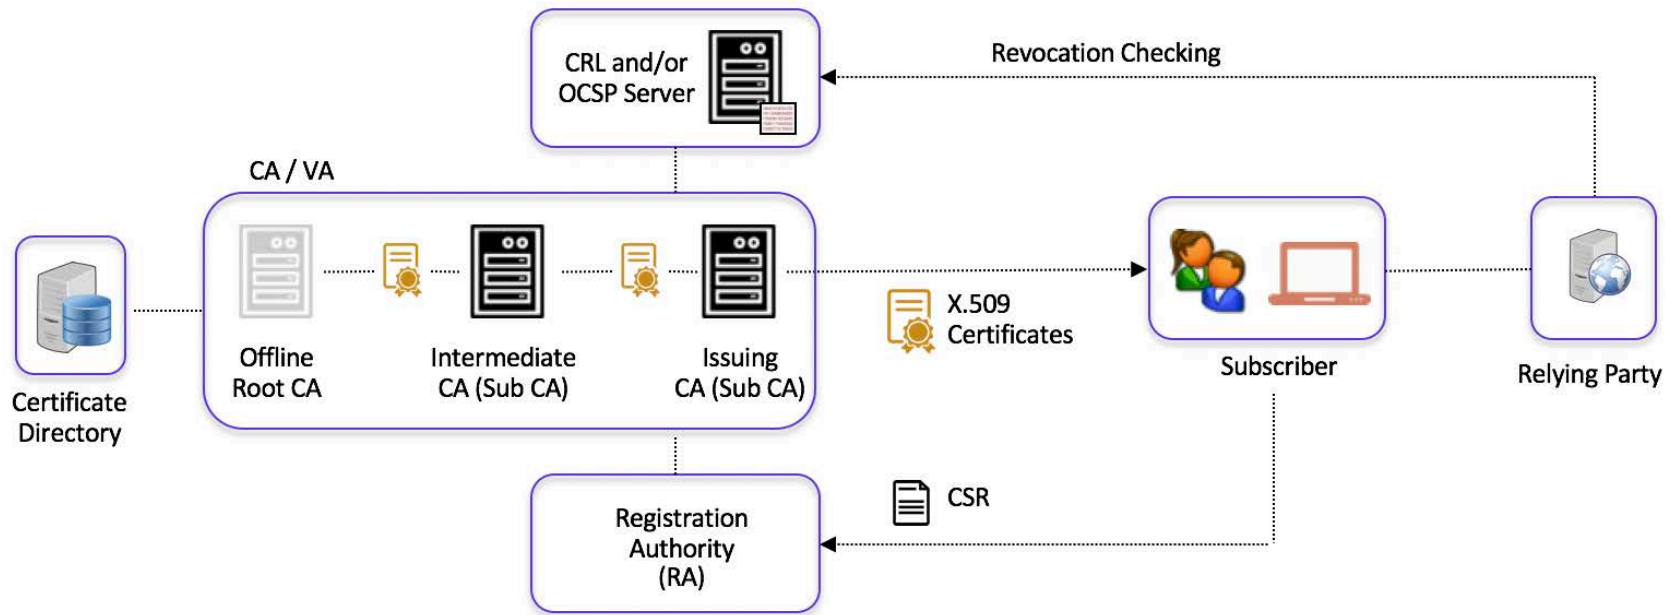 CRL and/or
OCSP Server
Revocation Checking
CA / VA
Offline
Root CA
Intermediate
CA (Sub CA)
Issuing
CA (Sub CA)
X.509
Certificates
Subscriber
Relying Party
Certificate
Directory
Registration
Authority
(RA)
CSR